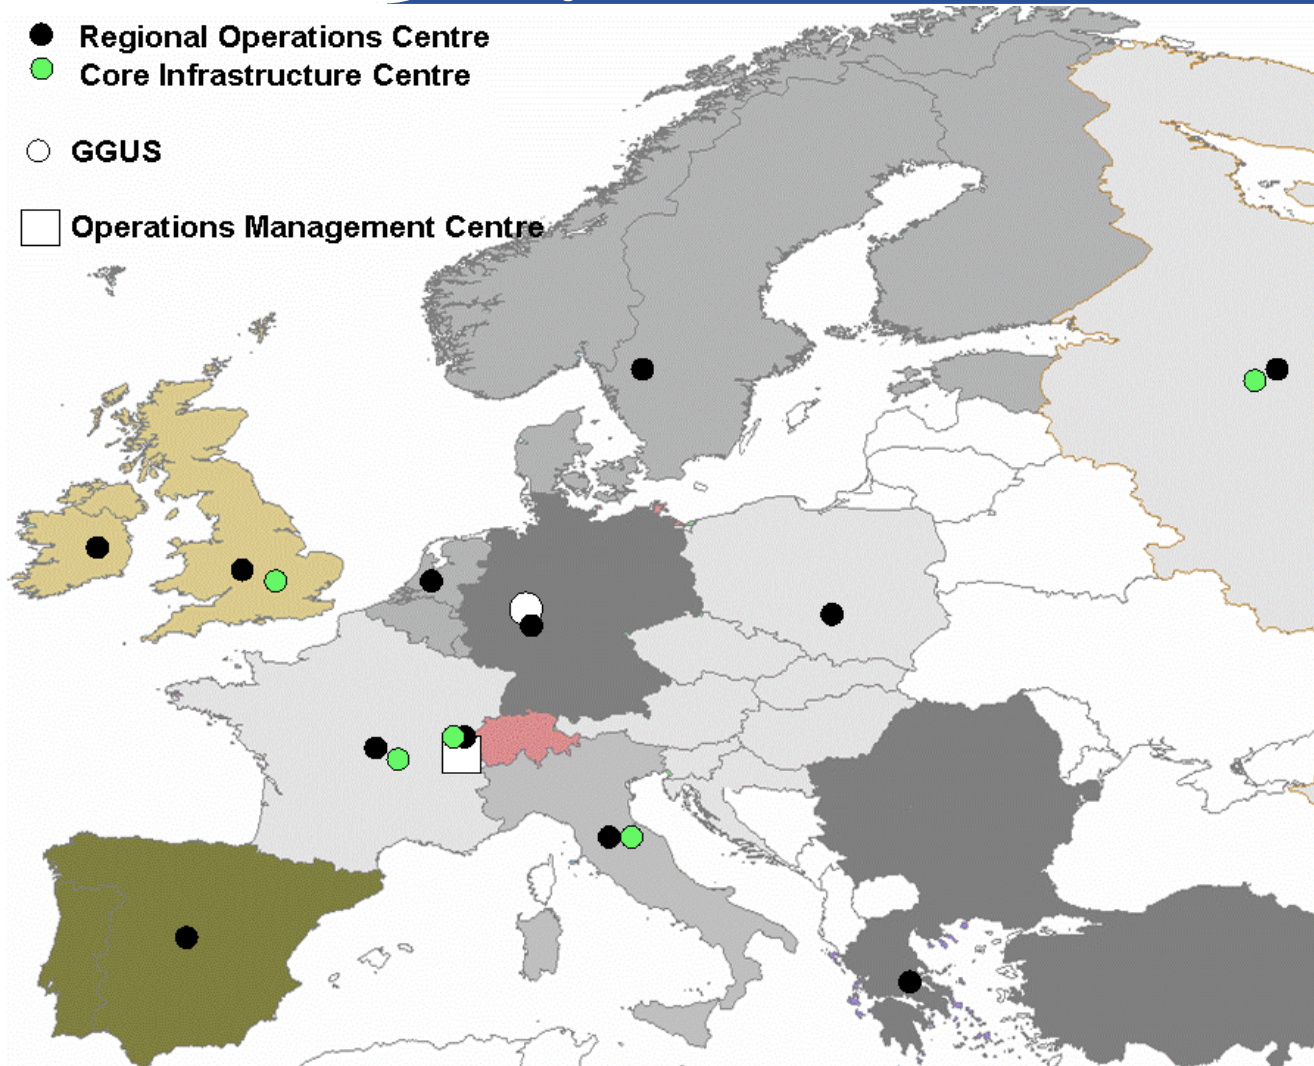 Regional Operations Centre
Core Infrastructure Centre
GGUS
Operations Management Centre